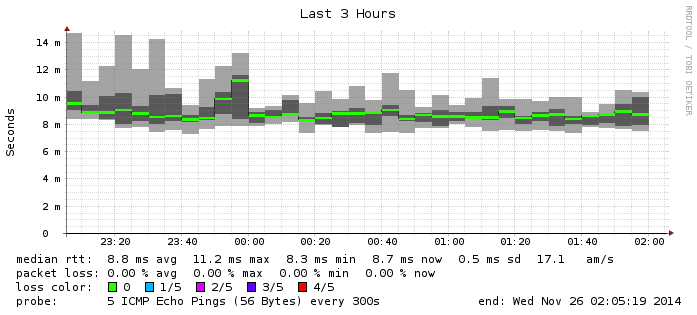 Last 3 Hours
RRDTOOL / TOBI OETIKER
Seconds
14 m
12 m
10 m
8 m
6 m
4 m
2 m
0
23:20 23:40 00:00 00:20 00:40 01:00 01:20 01:40 02:00
median rtt: 8.8 ms avg 11.2 ms max 8.3 ms min 8.7 ms now 0.5 ms sd 17.1 am/s
packet loss: 0.00 % avg 0.00 % max 0.00 % min 0.00 % now
loss color: 0 1/5 2/5 3/5 4/5
probe: 5 ICMP Echo Pings (56 Bytes) every 300s end: Wed Nov 26 02:05:19 2014